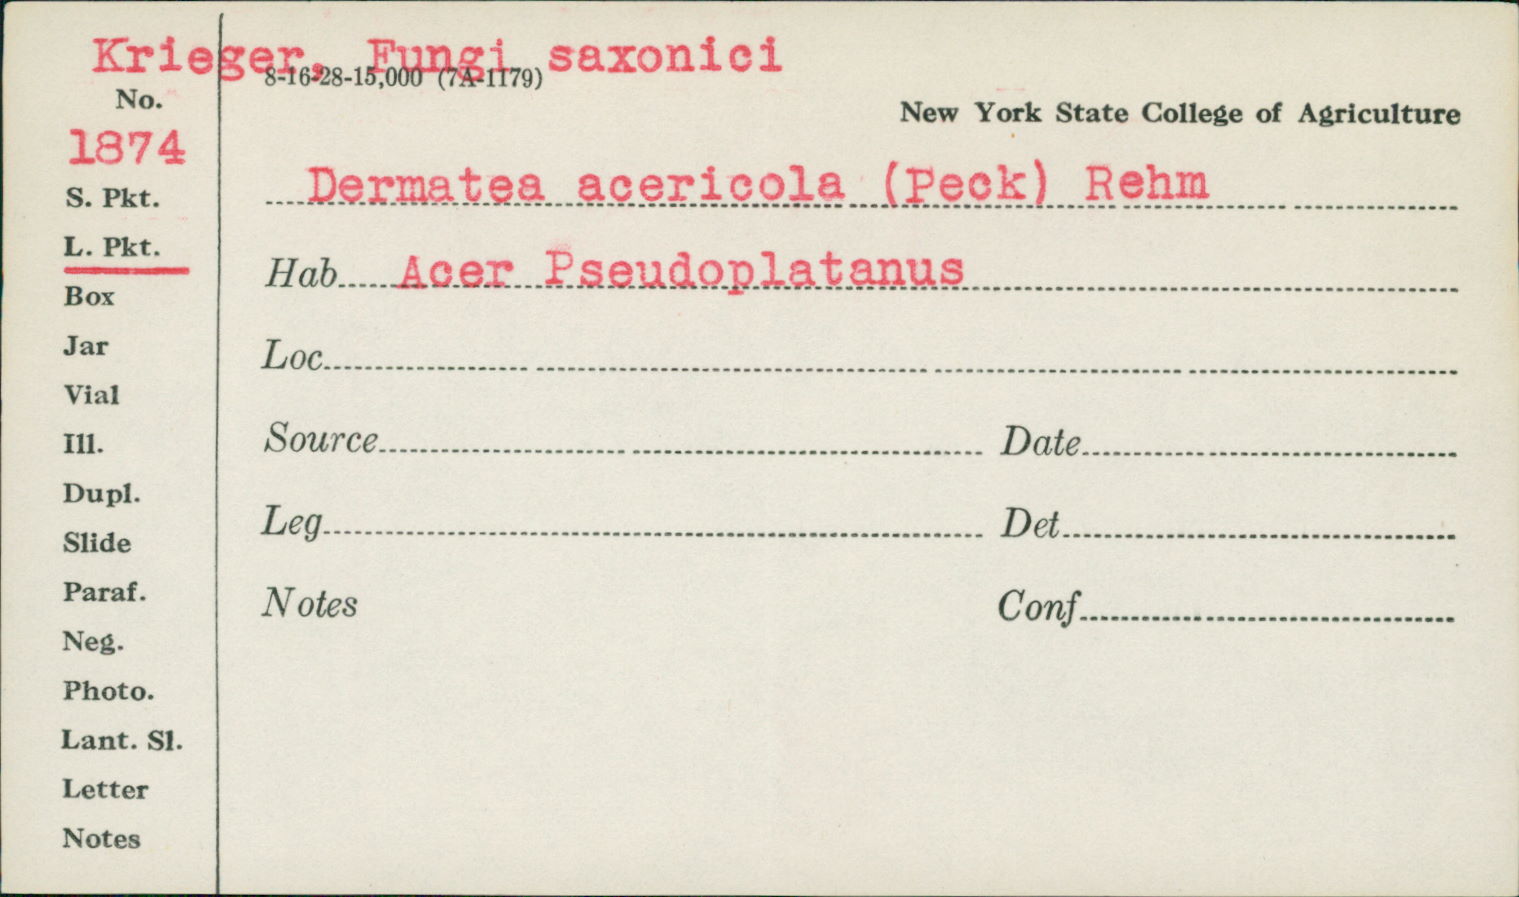 Krieger, Fungi saxonici
8-16-28-15,000 (7A-1179)
No.
New York State College of Agriculture
1874
Dermatea acericola (Peck) Rehm
S. Pkt.
L. Pkt.
Hab. Acer Pseudoplatanus
Box
Jar
Loc.
Vial
Ill.
Source Date
Dupl.
Leg. Det.
Slide
Paraf.
Notes Conf.
Neg.
Photo.
Lant. Sl.
Letter
Notes